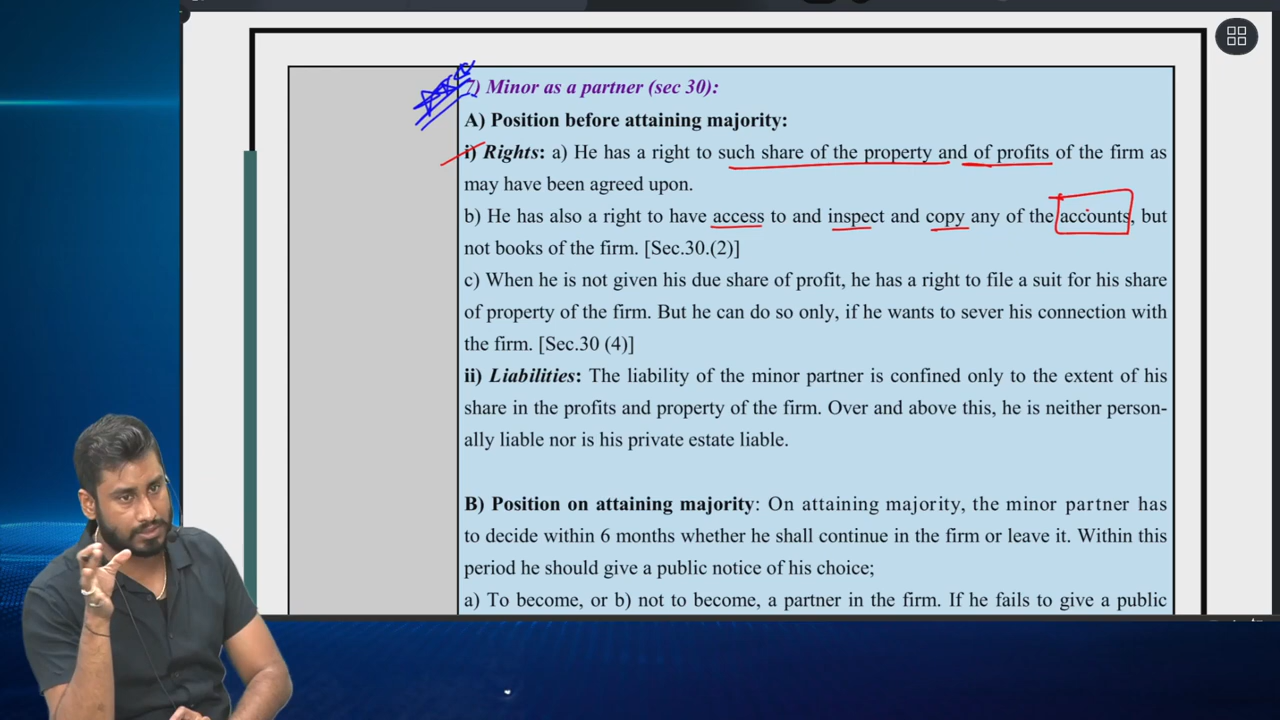 7) Minor as a partner (sec 30):
A) Position before attaining majority:
i) Rights: a) He has a right to such share of the property and of profits of the firm as
may have been agreed upon.
b) He has also a right to have access to and inspect and copy any of the accounts, but
not books of the firm. [Sec.30.(2)]
c) When he is not given his due share of profit, he has a right to file a suit for his share
of property of the firm. But he can do so only, if he wants to sever his connection with
the firm. [Sec.30 (4)]
ii) Liabilities: The liability of the minor partner is confined only to the extent of his
share in the profits and property of the firm. Over and above this, he is neither person-
ally liable nor is his private estate liable.
B) Position on attaining majority: On attaining majority, the minor partner has
to decide within 6 months whether he shall continue in the firm or leave it. Within this
period he should give a public notice of his choice;
a) To become, or b) not to become, a partner in the firm. If he fails to give a public